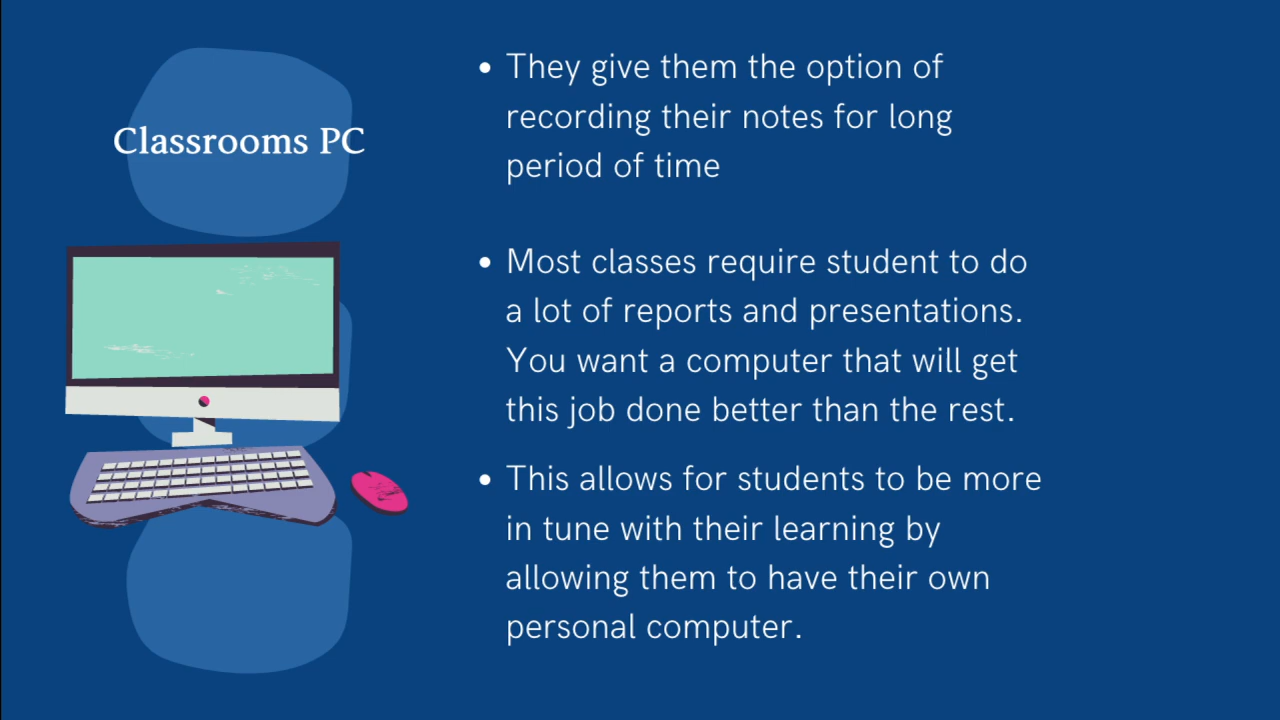 Classrooms PC
• They give them the option of
recording their notes for long
period of time
• Most classes require student to do
a lot of reports and presentations.
You want a computer that will get
this job done better than the rest.
• This allows for students to be more
in tune with their learning by
allowing them to have their own
personal computer.